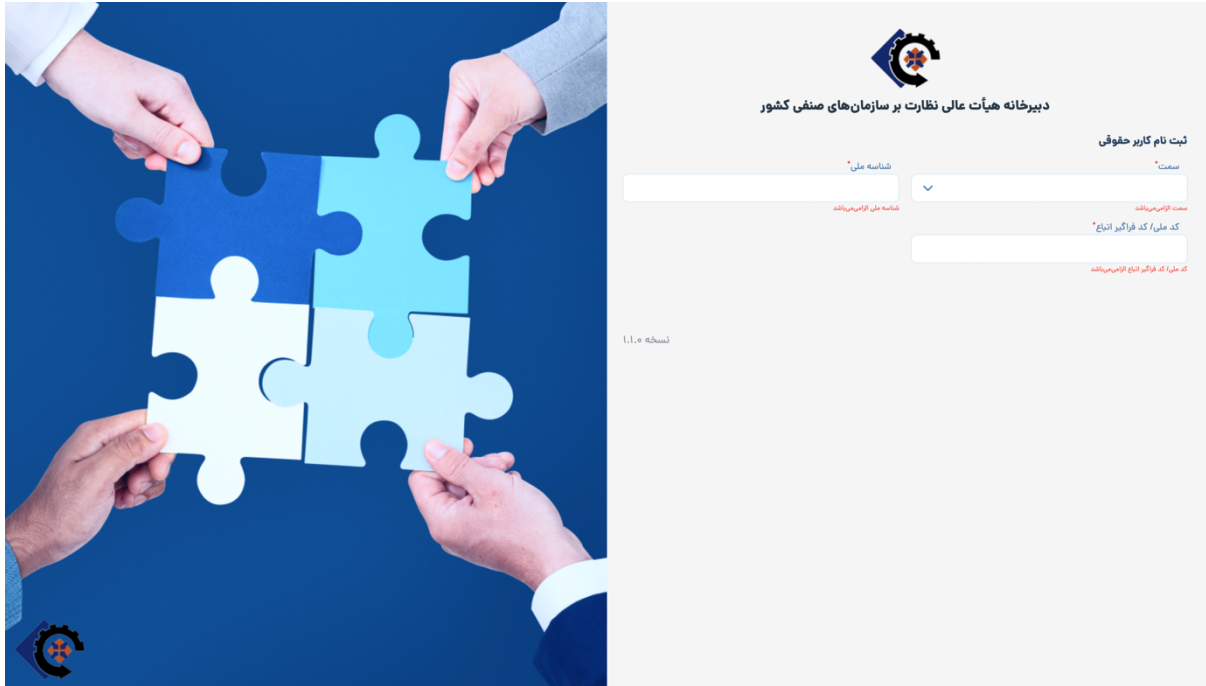 دبیرخانه هیأت عالی نظارت بر سازمان‌های صنفی کشور
ثبت نام کاربر حقوقی
سمت*
شناسه ملی*
سمت الزامی‌می‌باشد
شناسه ملی الزامی‌می‌باشد
کد ملی/ کد فراگیر اتباع*
کد ملی/ کد فراگیر اتباع الزامی‌می‌باشد
نسخه ۱.۱.۰